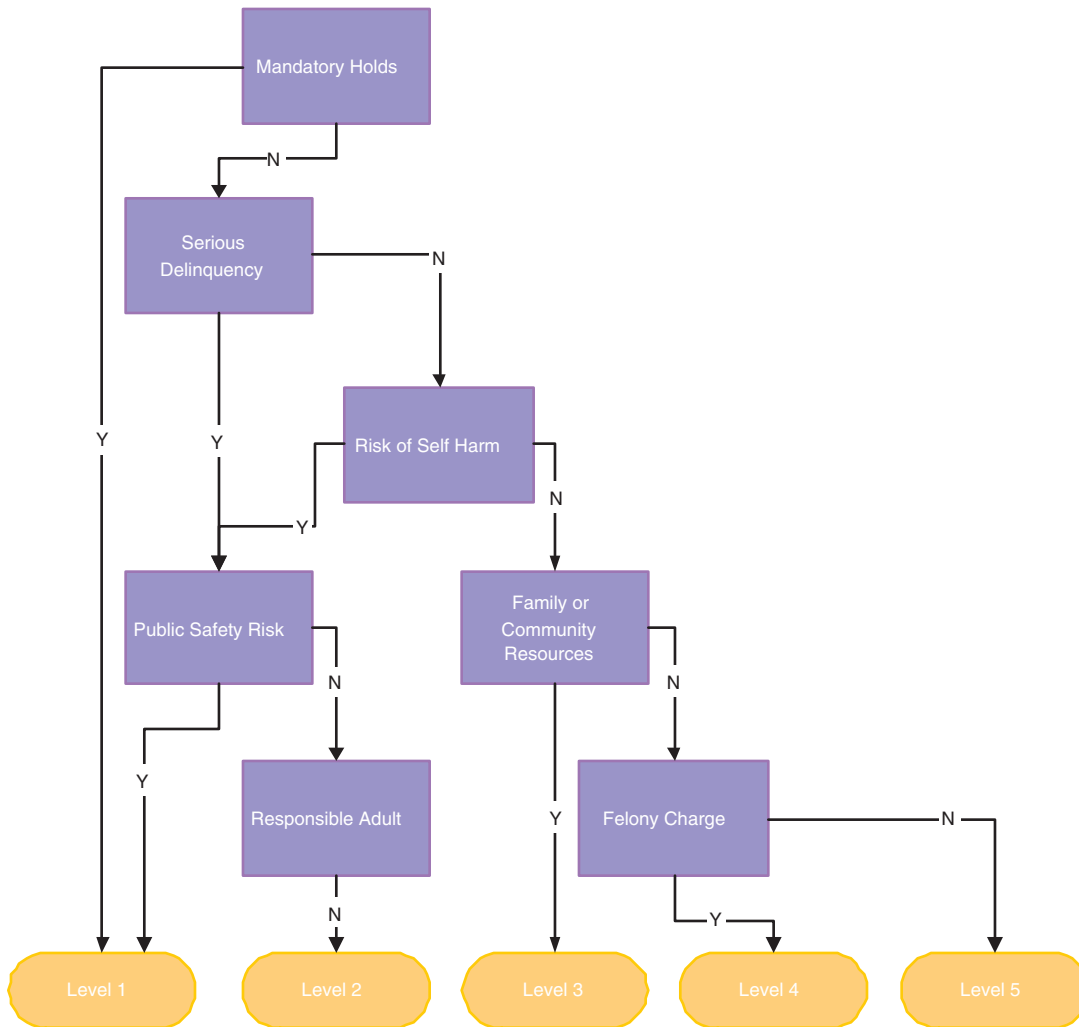 Mandatory Holds
N
Serious
Delinquency
N
Y
Y
Risk of Self Harm
N
Y
Family or
Community
Resources
Public Safety Risk
N
N
Y
Responsible Adult
Felony Charge
Y
N
N
Y
Level 1
Level 2
Level 3
Level 4
Level 5